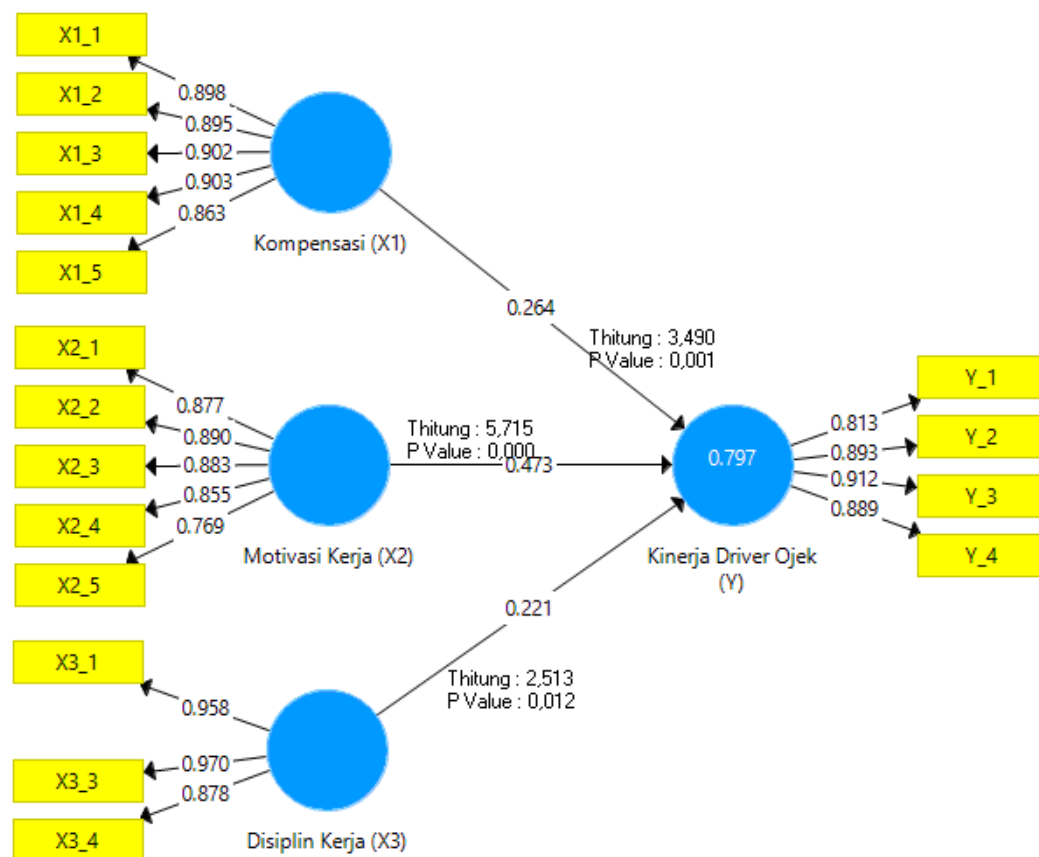 X1_1
0.898
X1_2
0.895
X1_3
0.902
X1_4
0.903
X1_5
0.863
Kompensasi (X1)
0.264
Thitung : 3,490
P Value : 0,001
X2_1
0.877
X2_2
0.890
X2_3
0.883
X2_4
0.855
X2_5
0.769
Motivasi Kerja (X2)
Thitung : 5,715
P Value : 0,000
0.473
0.797
Kinerja Driver Ojek
(Y)
Y_1
0.813
Y_2
0.893
Y_3
0.912
Y_4
0.889
0.221
Thitung : 2,513
P Value : 0,012
X3_1
0.958
X3_3
0.970
X3_4
0.878
Disiplin Kerja (X3)